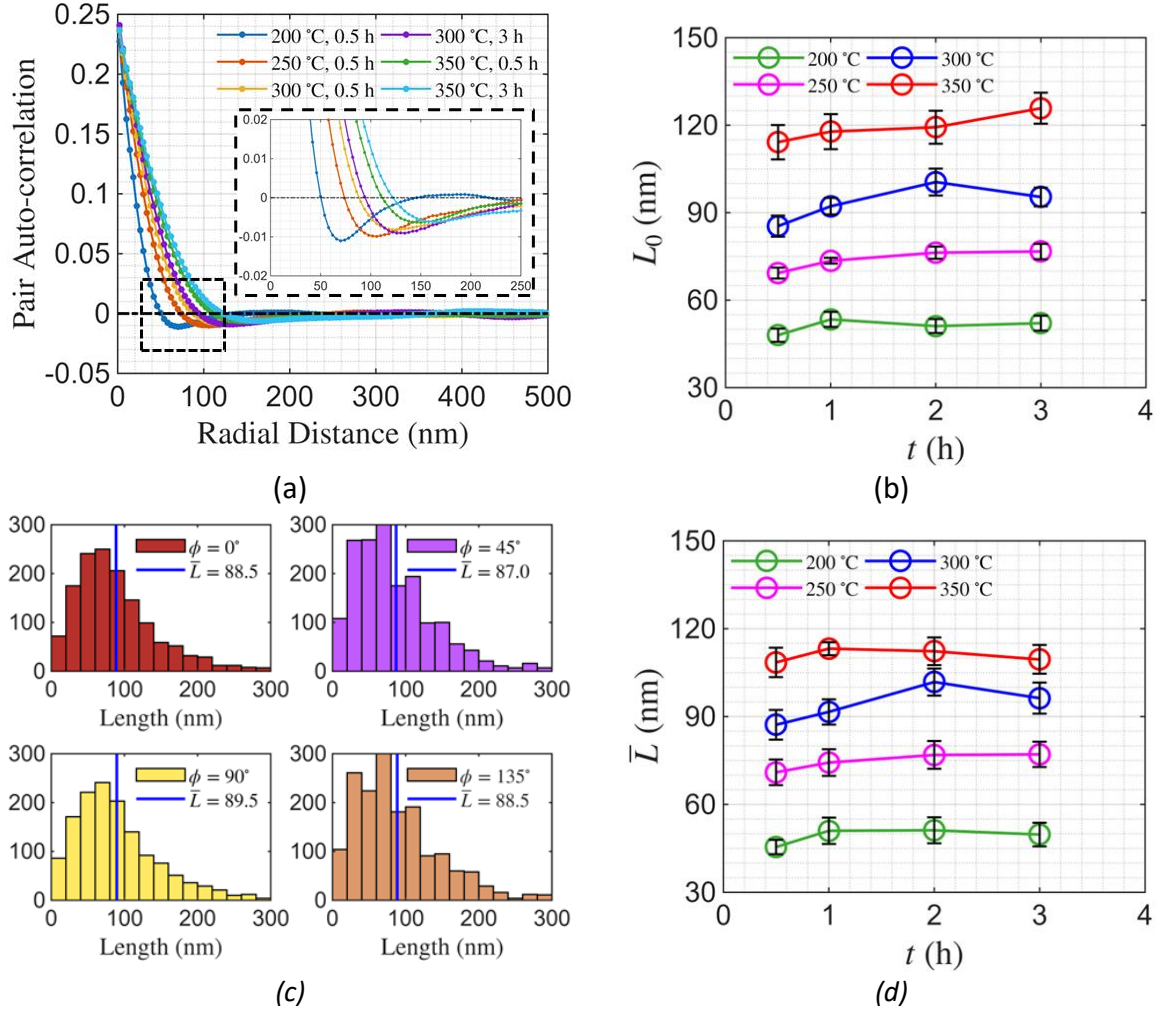 0.25
0.2
0.15
0.1
0.05
0
-0.05
Pair Auto-correlation
200 °C, 0.5 h
250 °C, 0.5 h
300 °C, 0.5 h
300 °C, 3 h
350 °C, 0.5 h
350 °C, 3 h
0.02
0.01
0
-0.01
-0.02
0 50 100 150 200 250
0 100 200 300 400 500
Radial Distance (nm)
(a)
150
120
90
60
30
L₀ (nm)
200 °C
250 °C
300 °C
350 °C
0 1 2 3 4
t (h)
(b)
300
200
100
0
ϕ = 0°
L̅ = 88.5
0 100 200 300
Length (nm)
300
200
100
0
ϕ = 45°
L̅ = 87.0
0 100 200 300
Length (nm)
300
200
100
0
ϕ = 90°
L̅ = 89.5
0 100 200 300
Length (nm)
300
200
100
0
ϕ = 135°
L̅ = 88.5
0 100 200 300
Length (nm)
(c)
150
120
90
60
30
L̅ (nm)
200 °C
250 °C
300 °C
350 °C
0 1 2 3 4
t (h)
(d)